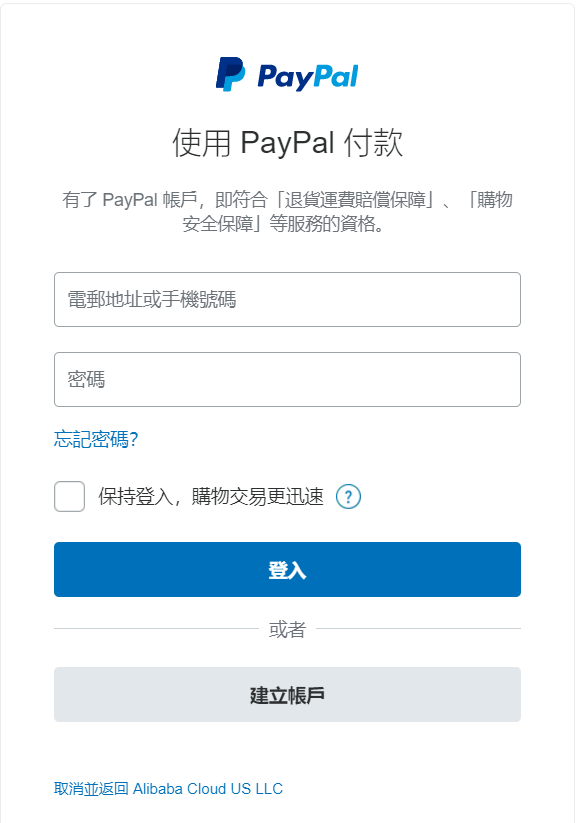 PayPal
使用 PayPal 付款
有了 PayPal 帳戶，即符合「退貨運費賠償保障」、「購物
安全保障」等服務的資格。
電郵地址或手機號碼
密碼
忘記密碼?
保持登入，購物交易更迅速 ?
登入
或者
建立帳戶
取消並返回 Alibaba Cloud US LLC